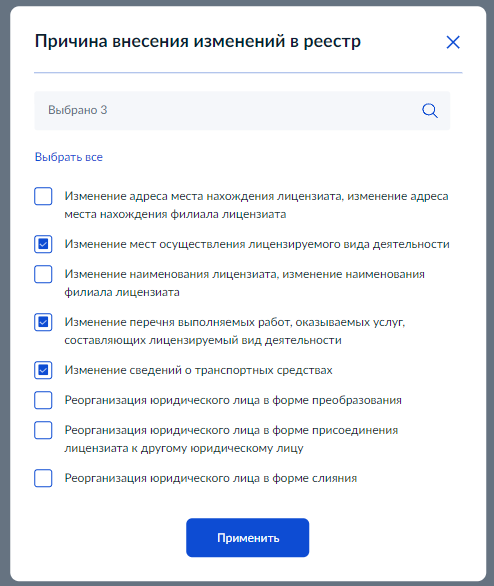 Причина внесения изменений в реестр
Выбрано 3
Выбрать все
Изменение адреса места нахождения лицензиата, изменение адреса
места нахождения филиала лицензиата
Изменение мест осуществления лицензируемого вида деятельности
Изменение наименования лицензиата, изменение наименования
филиала лицензиата
Изменение перечня выполняемых работ, оказываемых услуг,
составляющих лицензируемый вид деятельности
Изменение сведений о транспортных средствах
Реорганизация юридического лица в форме преобразования
Реорганизация юридического лица в форме присоединения
лицензиата к другому юридическому лицу
Реорганизация юридического лица в форме слияния
Применить